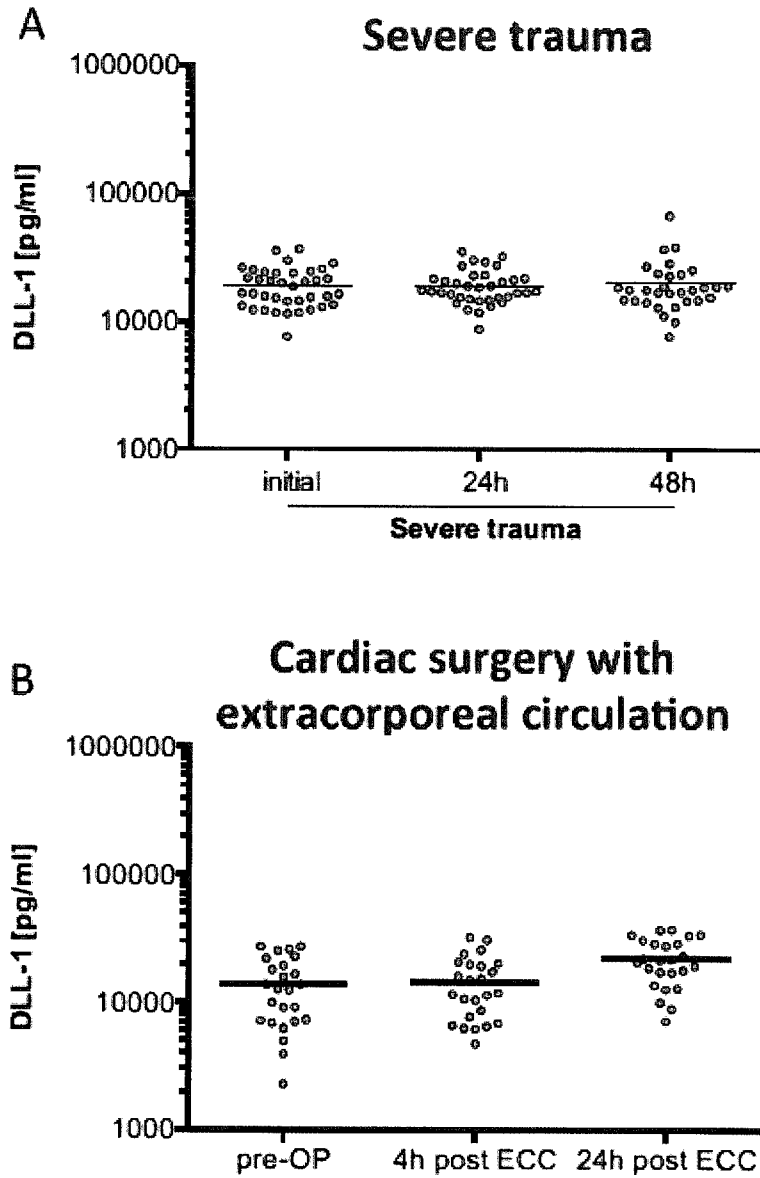 A
Severe trauma
DLL-1 [pg/ml]
1000000
100000
10000
1000
initial 24h 48h
Severe trauma
B
Cardiac surgery with
extracorporeal circulation
DLL-1 [pg/ml]
1000000
100000
10000
1000
pre-OP 4h post ECC 24h post ECC